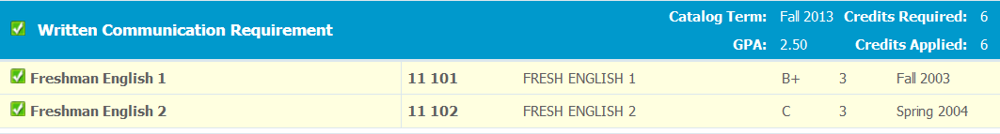 Written Communication Requirement
Catalog Term: Fall 2013 Credits Required: 6
GPA: 2.50 Credits Applied: 6
Freshman English 1 11 101 FRESH ENGLISH 1 B+ 3 Fall 2003
Freshman English 2 11 102 FRESH ENGLISH 2 C 3 Spring 2004